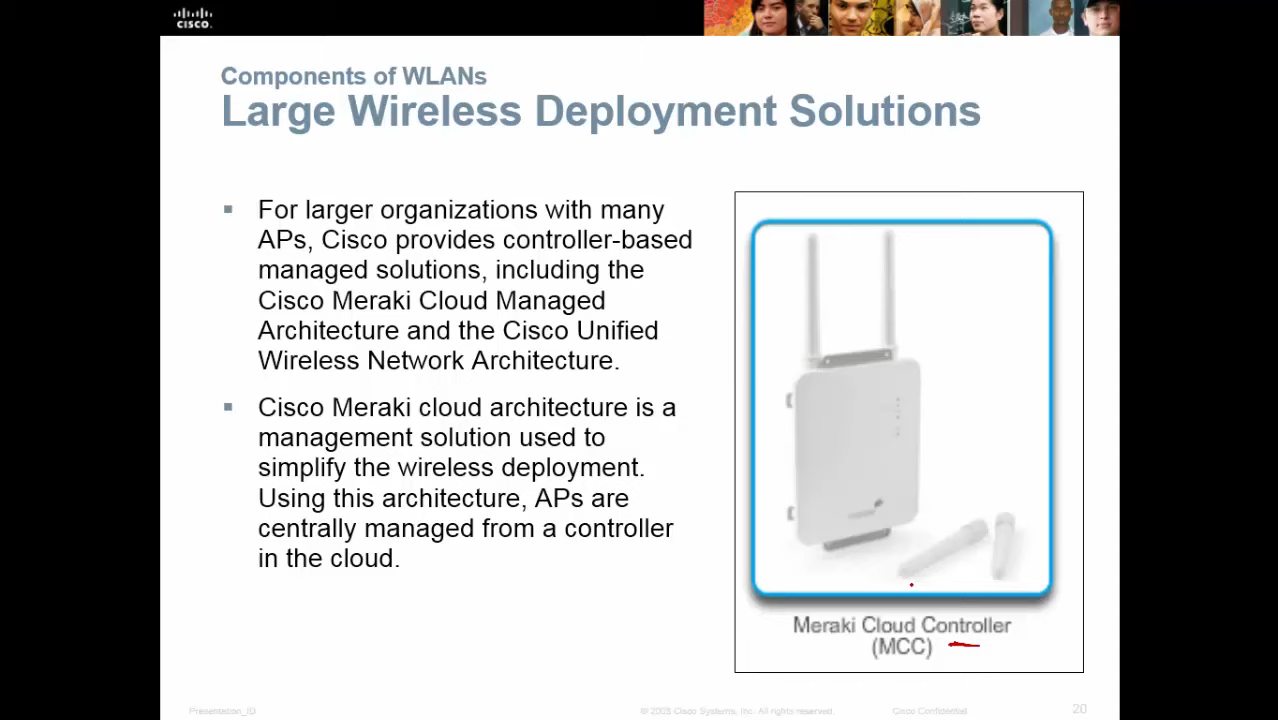 CISCO.
Components of WLANs
Large Wireless Deployment Solutions
For larger organizations with many
APs, Cisco provides controller-based
managed solutions, including the
Cisco Meraki Cloud Managed
Architecture and the Cisco Unified
Wireless Network Architecture.
Cisco Meraki cloud architecture is a
management solution used to
simplify the wireless deployment.
Using this architecture, APs are
centrally managed from a controller
in the cloud.
Meraki Cloud Controller
(MCC)
Presentation_ID
Cisco Systems, Inc. All rights reserved.
Cisco Confidential
20